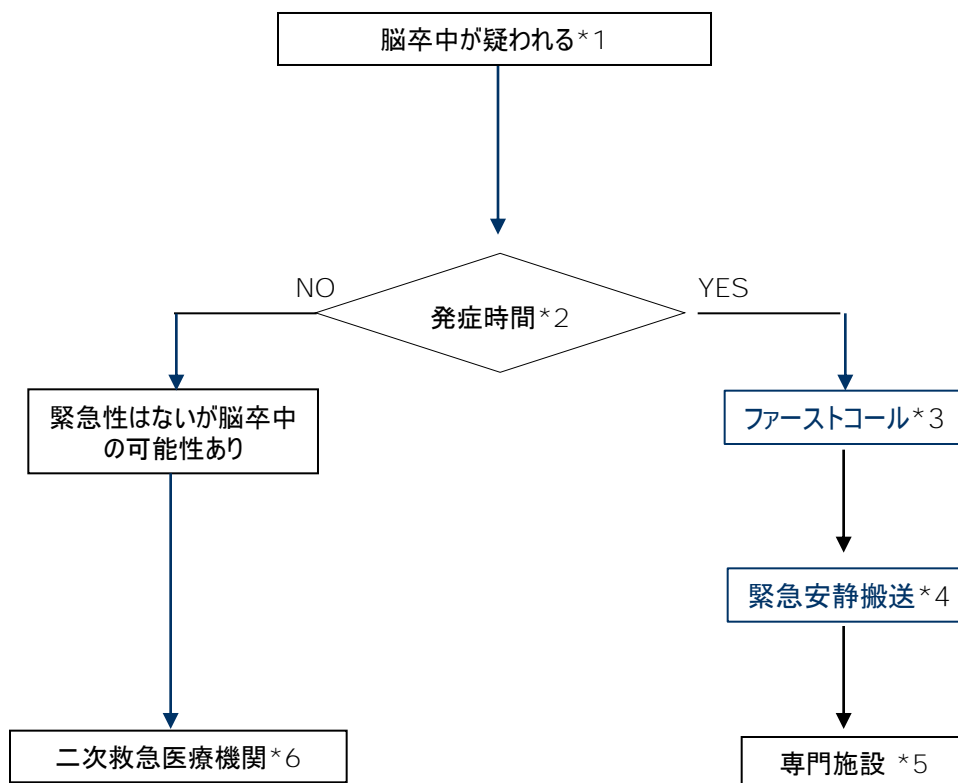 脳卒中が疑われる*1
NO
YES
発症時間*2
緊急性はないが脳卒中
の可能性あり
ファーストコール*3
緊急安静搬送*4
二次救急医療機関*6
専門施設 *5